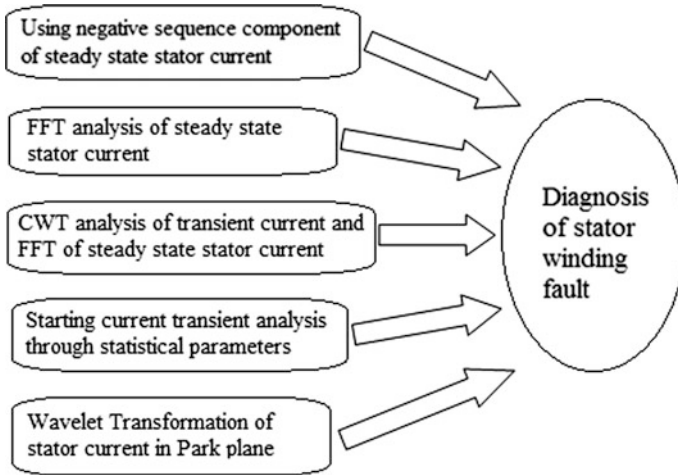 Using negative sequence component
of steady state stator current
FFT analysis of steady state
stator current
CWT analysis of transient current and
FFT of steady state stator current
Starting current transient analysis
through statistical parameters
Wavelet Transformation of
stator current in Park plane
Diagnosis
of stator
winding
fault